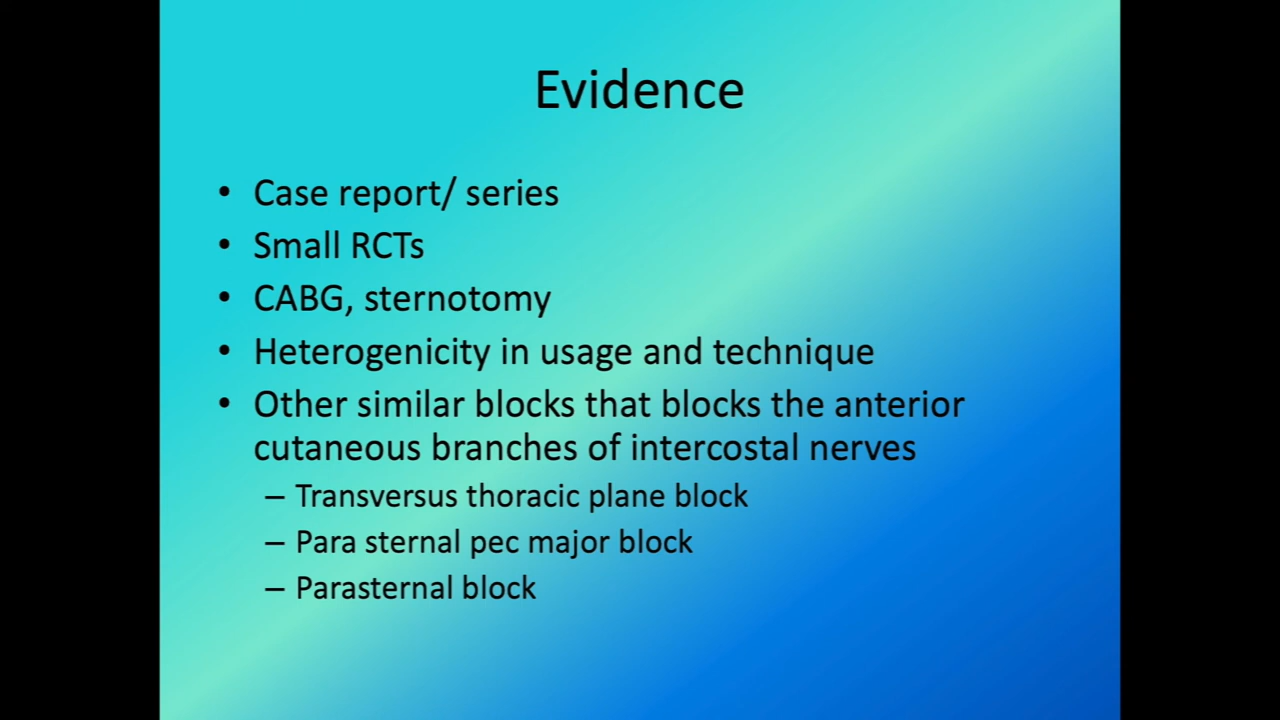 Evidence
• Case report/ series
• Small RCTs
• CABG, sternotomy
• Heterogenicity in usage and technique
• Other similar blocks that blocks the anterior
cutaneous branches of intercostal nerves
– Transversus thoracic plane block
– Para sternal pec major block
– Parasternal block